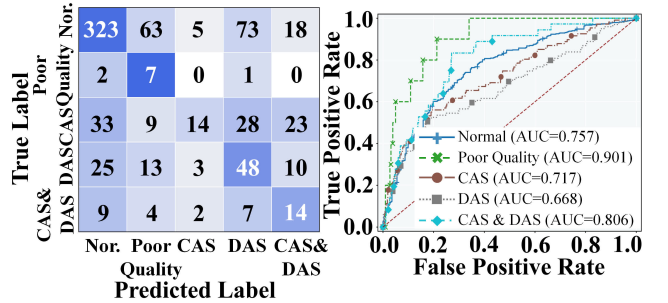 True Label
Nor. 323 63 5 73 18
Poor Quality 2 7 0 1 0
CAS 33 9 14 28 23
DAS 25 13 3 48 10
CAS& DAS 9 4 2 7 14
Nor. Poor CAS DAS CAS&
Quality DAS
Predicted Label
True Positive Rate
1.0
0.8
0.6
0.4
0.2
0.0
Normal (AUC=0.757)
Poor Quality (AUC=0.901)
CAS (AUC=0.717)
DAS (AUC=0.668)
CAS & DAS (AUC=0.806)
0.0 0.2 0.4 0.6 0.8 1.0
False Positive Rate